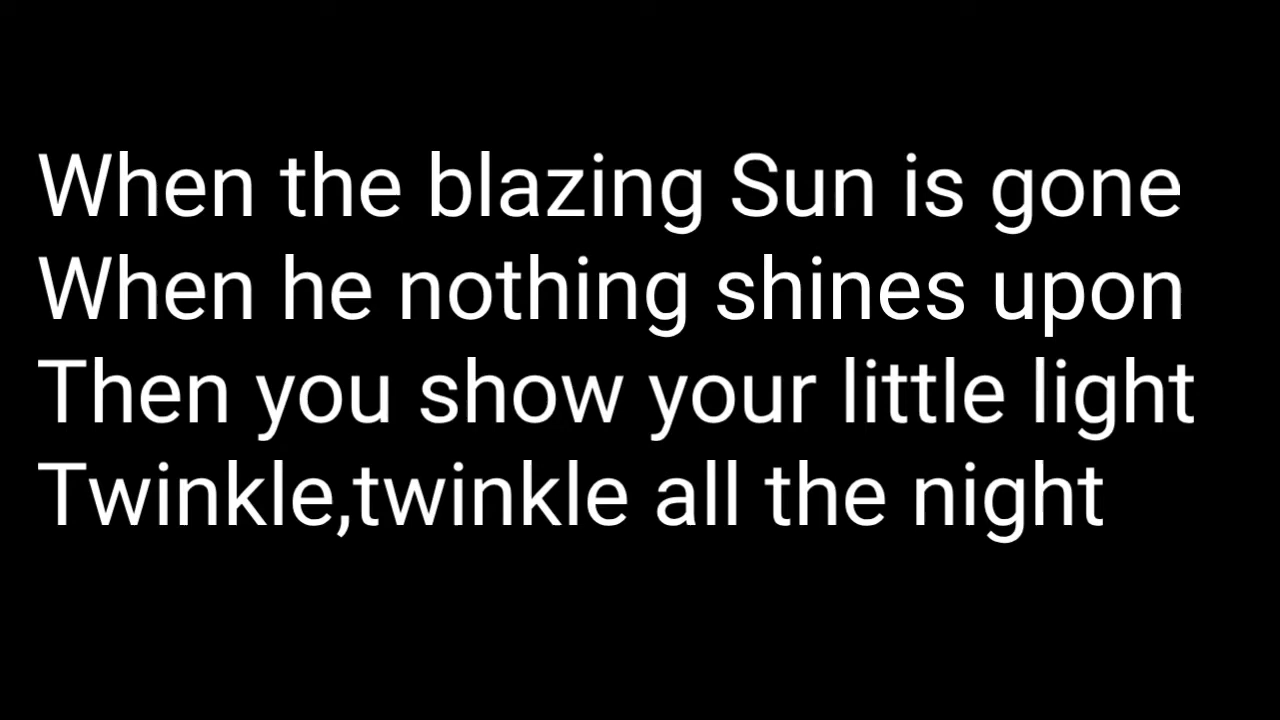 When the blazing Sun is gone
When he nothing shines upon
Then you show your little light
Twinkle,twinkle all the night